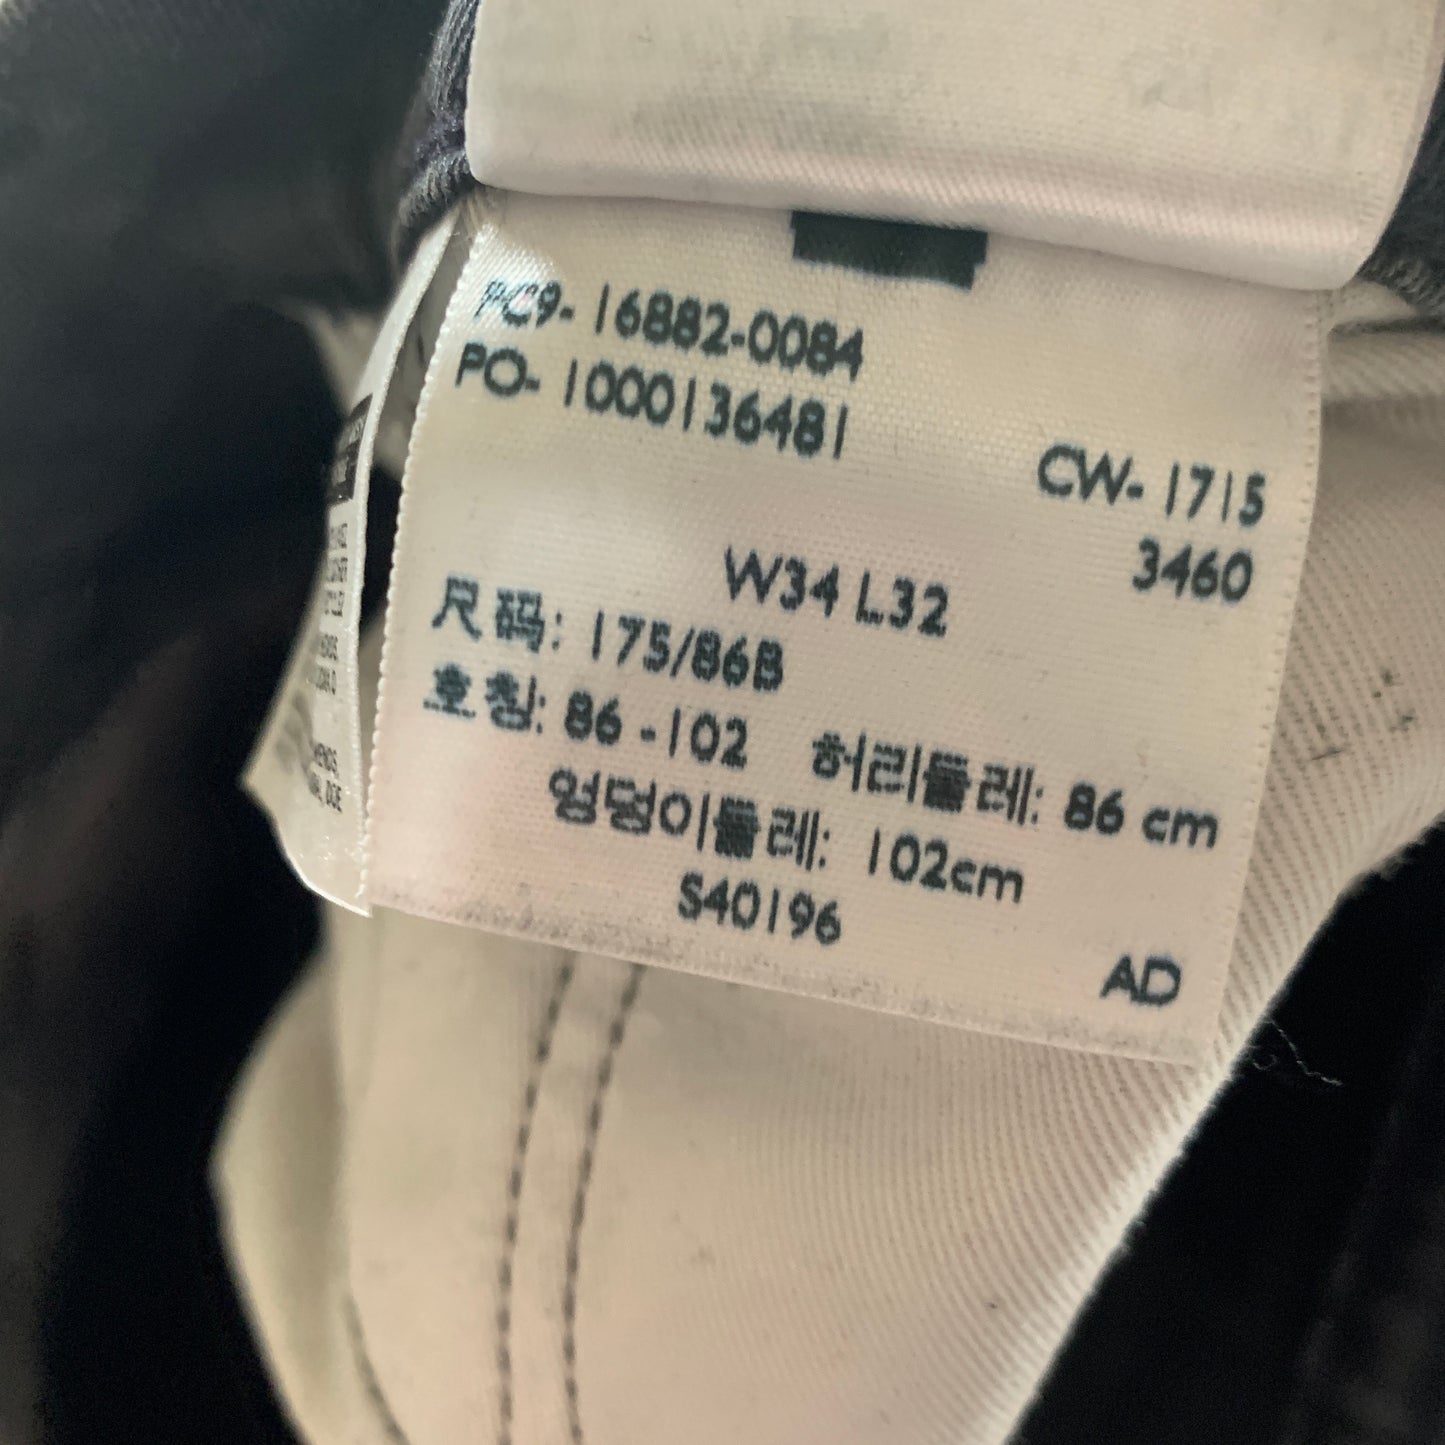 PC9-16882-0084
PO-1000136481
CW-1715
3460
W34 L32
尺码: 175/86B
호칭: 86-102 허리둘레: 86 cm
엉덩이둘레: 102cm
S40196
AD